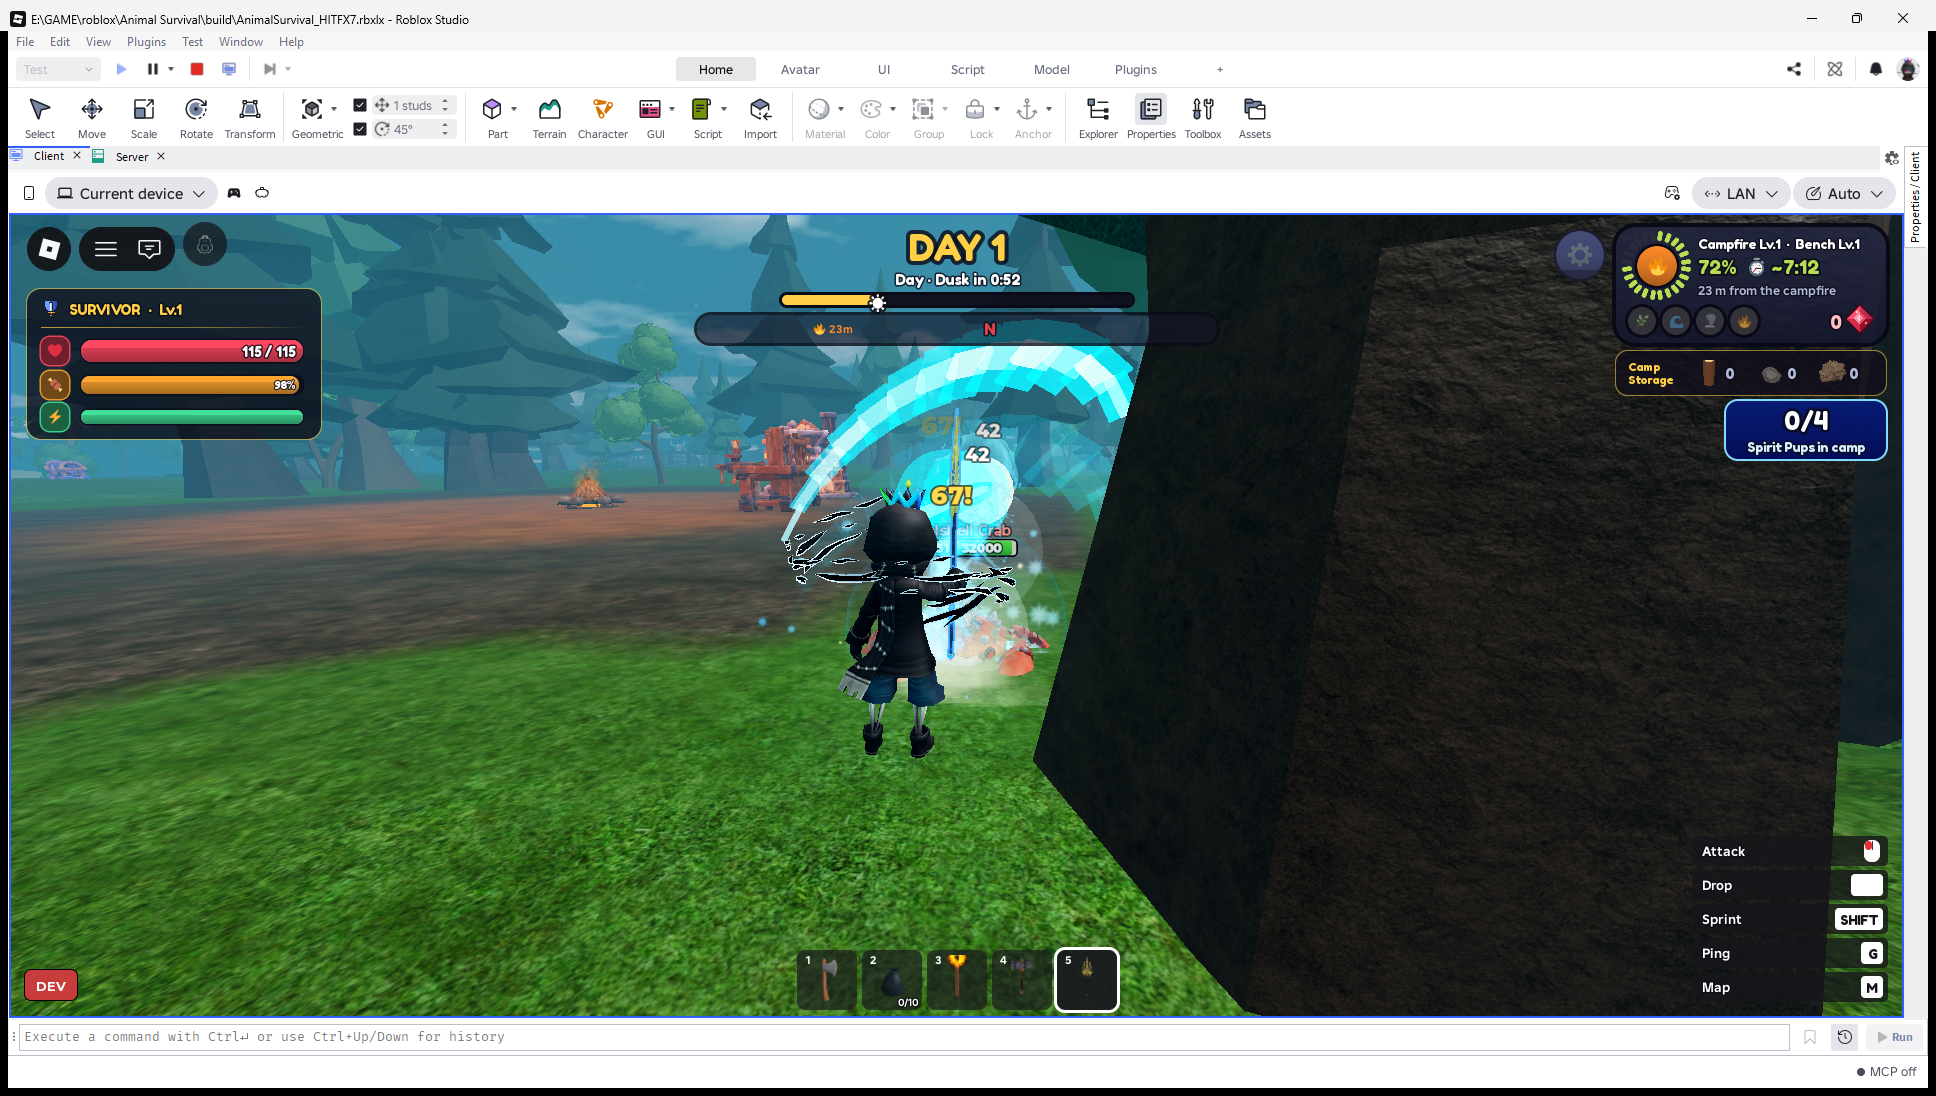 E:\GAME\roblox\Animal Survival\build\AnimalSurvival_HITFX7.rbxlx - Roblox Studio
File Edit View Plugins Test Window Help
Test
Home Avatar UI Script Model Plugins +
1 studs
45°
Select Move Scale Rotate Transform Geometric Part Terrain Character GUI Script Import Material Color Group Lock Anchor Explorer Properties Toolbox Assets
Client Server
Properties / Client
Current device
LAN
Auto
DAY 1
Day · Dusk in 0:52
23m
N
SURVIVOR · Lv.1
115 / 115
98%
Campfire Lv.1 · Bench Lv.1
72% ~7:12
23 m from the campfire
0
Camp Storage 0 0 0
0/4
Spirit Pups in camp
67
42
42
67!
Crab
32000
Attack
Drop
Sprint SHIFT
Ping G
Map M
DEV
1 2 3 4 5
0/10
Execute a command with Ctrl↵ or use Ctrl+Up/Down for history
Run
MCP off